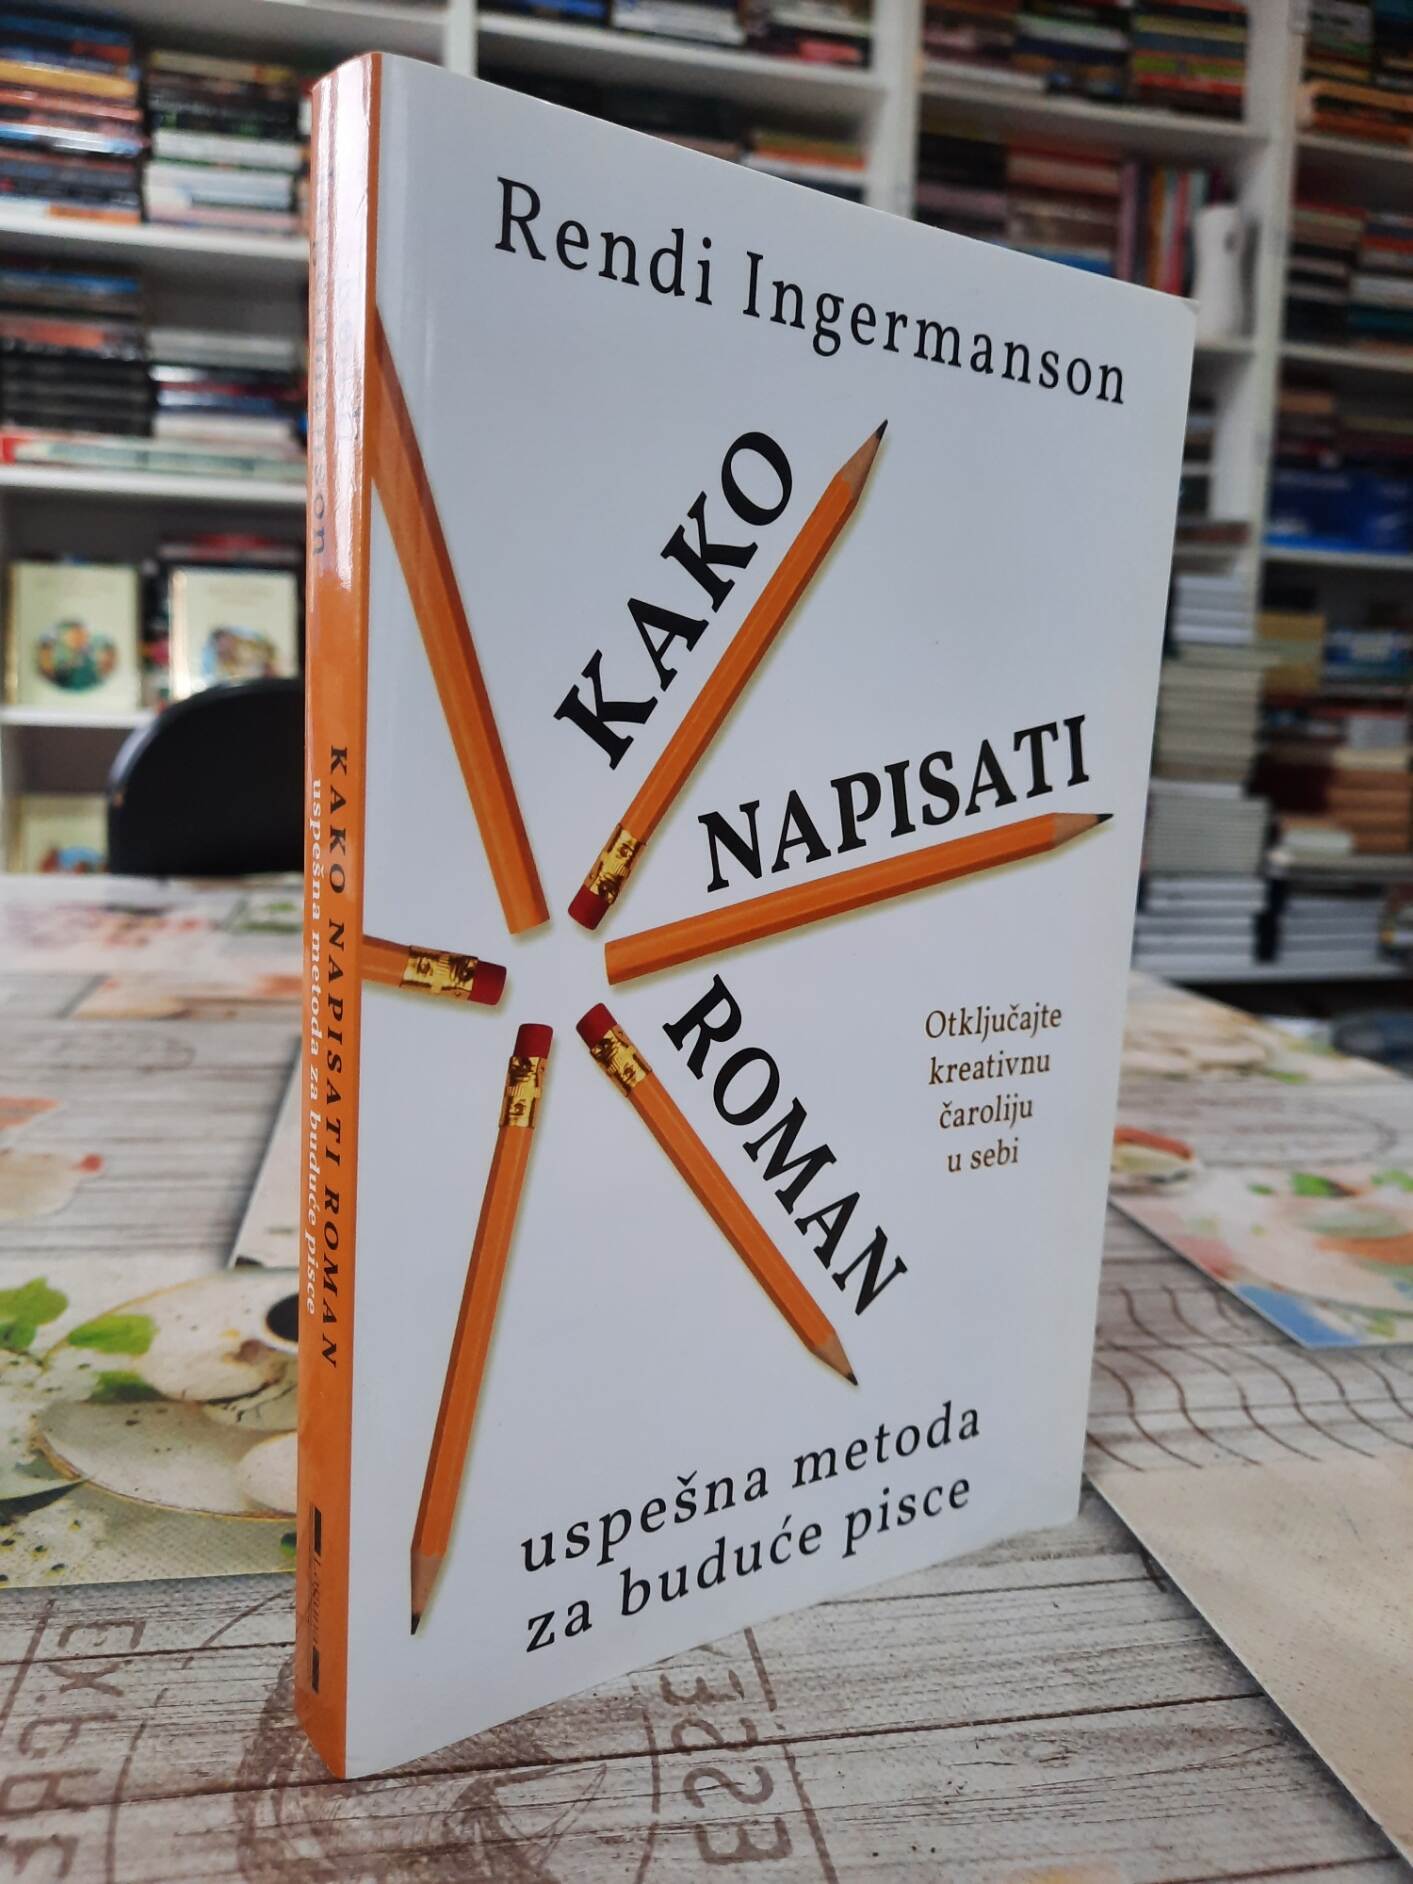 Rendi Ingermanson
KAKO
NAPISATI
ROMAN
Otključajte
kreativnu
čaroliju
u sebi
uspešna metoda
za buduće pisce
KAKO NAPISATI ROMAN
uspešna metoda za buduće pisce